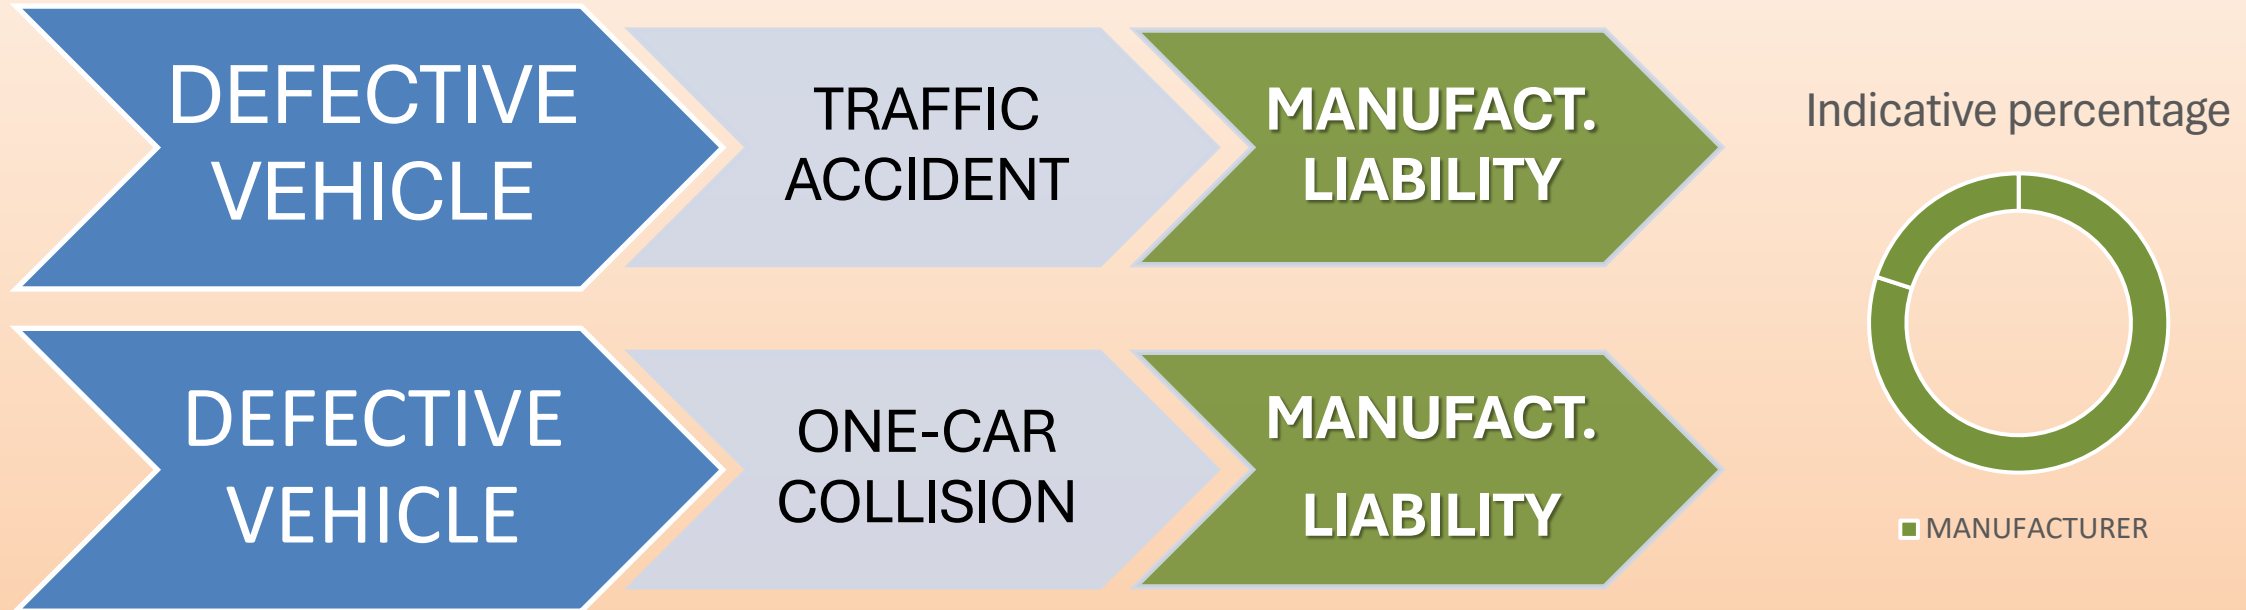 DEFECTIVE
VEHICLE
TRAFFIC
ACCIDENT
MANUFACT.
LIABILITY
Indicative percentage
DEFECTIVE
VEHICLE
ONE-CAR
COLLISION
MANUFACT.
LIABILITY
MANUFACTURER